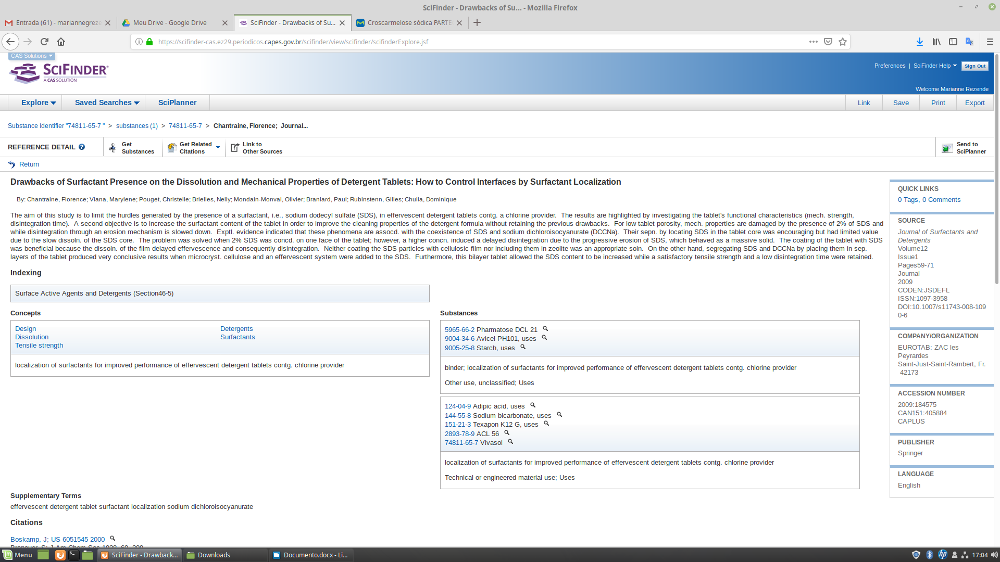 SciFinder - Drawbacks of Su... - Mozilla Firefox
Entrada (61) - mariannegreze
Meu Drive - Google Drive
SciFinder - Drawbacks of Su...
Croscarmelose sódica PARTE
https://scifinder-cas.ez29.periodicos.capes.gov.br/scifinder/view/scifinder/scifinderExplore.jsf
CAS Solutions
SCIFINDER®
A CAS SOLUTION
Preferences | SciFinder Help Sign Out
Welcome Marianne Rezende
Explore Saved Searches SciPlanner Link Save Print Export
Substance Identifier "74811-65-7 " > substances (1) > 74811-65-7 > Chantraine, Florence; Journal...
REFERENCE DETAIL ?
Get Substances
Get Related Citations
Link to Other Sources
Send to SciPlanner
Return
Drawbacks of Surfactant Presence on the Dissolution and Mechanical Properties of Detergent Tablets: How to Control Interfaces by Surfactant Localization
By: Chantraine, Florence; Viana, Marylene; Pouget, Christelle; Brielles, Nelly; Mondain-Monval, Olivier; Branlard, Paul; Rubinstenn, Gilles; Chulia, Dominique
The aim of this study is to limit the hurdles generated by the presence of a surfactant, i.e., sodium dodecyl sulfate (SDS), in effervescent detergent tablets contg. a chlorine provider. The results are highlighted by investigating the tablet's functional characteristics (mech. strength,
disintegration time). A second objective is to increase the surfactant content of the tablet in order to improve the cleaning properties of the detergent formula without retaining the previous drawbacks. For low tablet porosity, mech. properties are damaged by the presence of 2% of SDS and
while disintegration through an erosion mechanism is slowed down. Exptl. evidence indicated that these phenomena are assocd. with the coexistence of SDS and sodium dichloroisocyanurate (DCCNa). Their sepn. by locating SDS in the tablet core was encouraging but had limited value
due to the slow dissoln. of the SDS core. The problem was solved when 2% SDS was concd. on one face of the tablet; however, a higher concn. induced a delayed disintegration due to the progressive erosion of SDS, which behaved as a massive solid. The coating of the tablet with SDS
was beneficial because the dissoln. of the film delayed effervescence and consequently disintegration. Neither coating the SDS particles with cellulosic film nor including them in zeolite was an appropriate soln. On the other hand, segregating SDS and DCCNa by placing them in sep.
layers of the tablet produced very conclusive results when microcryst. cellulose and an effervescent system were added to the SDS. Furthermore, this bilayer tablet allowed the SDS content to be increased while a satisfactory tensile strength and a low disintegration time were retained.
Indexing
Surface Active Agents and Detergents (Section46-5)
Concepts
Design
Dissolution
Tensile strength
Detergents
Surfactants
localization of surfactants for improved performance of effervescent detergent tablets contg. chlorine provider
Substances
5965-66-2 Pharmatose DCL 21
9004-34-6 Avicel PH101, uses
9005-25-8 Starch, uses
binder; localization of surfactants for improved performance of effervescent detergent tablets contg. chlorine provider
Other use, unclassified; Uses
124-04-9 Adipic acid, uses
144-55-8 Sodium bicarbonate, uses
151-21-3 Texapon K12 G, uses
2893-78-9 ACL 56
74811-65-7 Vivasol
localization of surfactants for improved performance of effervescent detergent tablets contg. chlorine provider
Technical or engineered material use; Uses
Supplementary Terms
effervescent detergent tablet surfactant localization sodium dichloroisocyanurate
Citations
Boskamp, J; US 6051545 2000
QUICK LINKS
0 Tags, 0 Comments
SOURCE
Journal of Surfactants and
Detergents
Volume12
Issue1
Pages59-71
Journal
2009
CODEN:JSDEFL
ISSN:1097-3958
DOI:10.1007/s11743-008-109
0-6
COMPANY/ORGANIZATION
EUROTAB: ZAC les
Peyrardes
Saint-Just-Saint-Rambert, Fr.
42173
ACCESSION NUMBER
2009:184575
CAN151:405884
CAPLUS
PUBLISHER
Springer
LANGUAGE
English
Menu
SciFinder - Drawback...
Downloads
Documento.docx - Li...
17:04